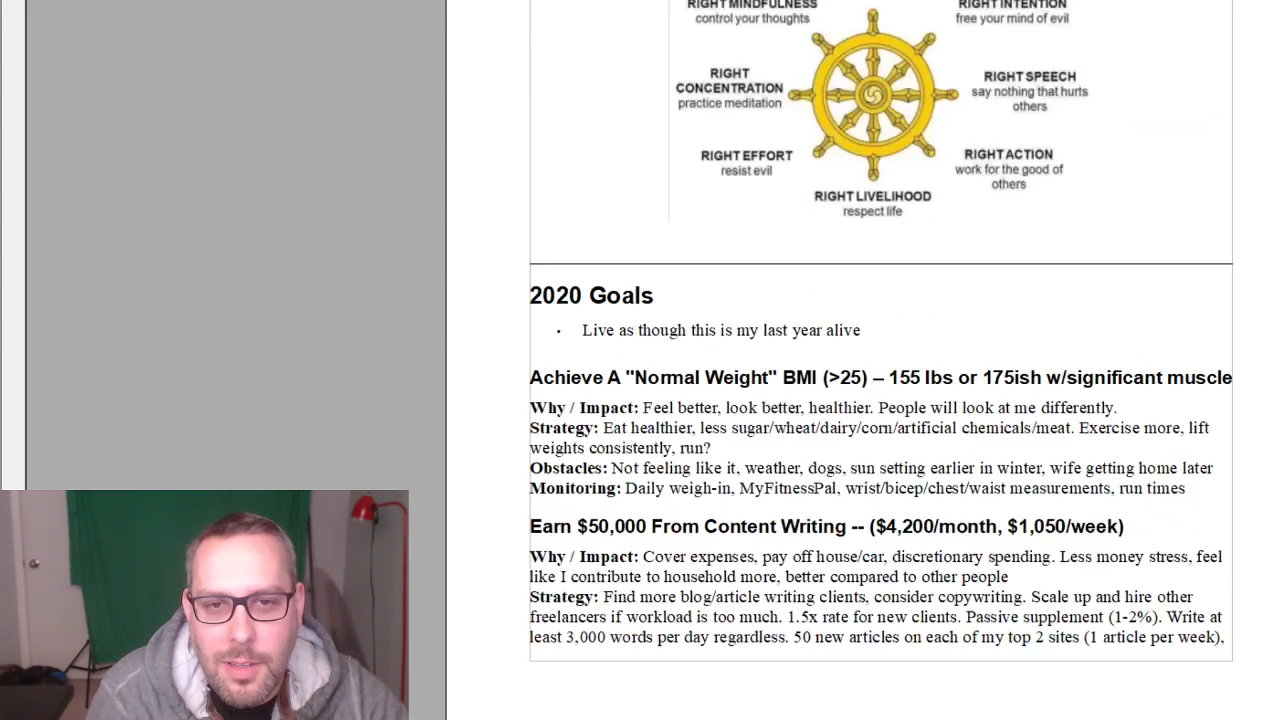 RIGHT MINDFULNESS
control your thoughts
RIGHT INTENTION
free your mind of evil
RIGHT
CONCENTRATION
practice meditation
RIGHT SPEECH
say nothing that hurts
others
RIGHT EFFORT
resist evil
RIGHT ACTION
work for the good of
others
RIGHT LIVELIHOOD
respect life
2020 Goals
• Live as though this is my last year alive
Achieve A "Normal Weight" BMI (>25) – 155 lbs or 175ish w/significant muscle
Why / Impact: Feel better, look better, healthier. People will look at me differently.
Strategy: Eat healthier, less sugar/wheat/dairy/corn/artificial chemicals/meat. Exercise more, lift
weights consistently, run?
Obstacles: Not feeling like it, weather, dogs, sun setting earlier in winter, wife getting home later
Monitoring: Daily weigh-in, MyFitnessPal, wrist/bicep/chest/waist measurements, run times
Earn $50,000 From Content Writing -- ($4,200/month, $1,050/week)
Why / Impact: Cover expenses, pay off house/car, discretionary spending. Less money stress, feel
like I contribute to household more, better compared to other people
Strategy: Find more blog/article writing clients, consider copywriting. Scale up and hire other
freelancers if workload is too much. 1.5x rate for new clients. Passive supplement (1-2%). Write at
least 3,000 words per day regardless. 50 new articles on each of my top 2 sites (1 article per week),